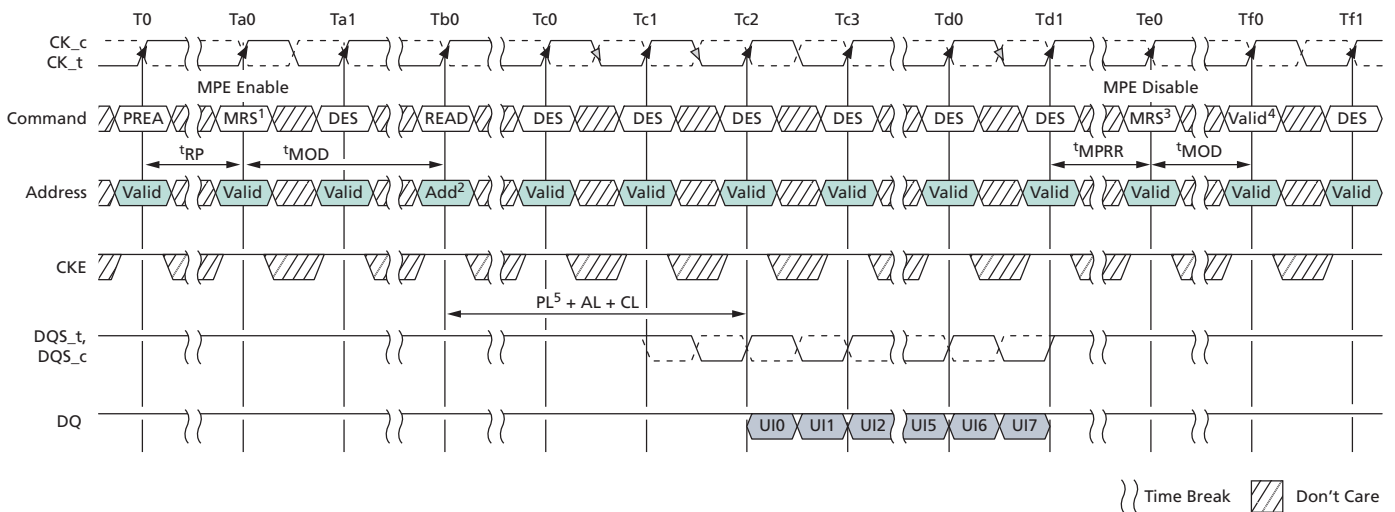 T0 Ta0 Ta1 Tb0 Tc0 Tc1 Tc2 Tc3 Td0 Td1 Te0 Tf0 Tf1
CK_c
CK_t
MPE Enable MPE Disable
Command PREA MRS1 DES READ DES DES DES DES DES DES MRS3 Valid4 DES
tRP tMOD tMPRR tMOD
Address Valid Valid Valid Add2 Valid Valid Valid Valid Valid Valid Valid Valid Valid
CKE
PL5 + AL + CL
DQS_t,
DQS_c
DQ UI0 UI1 UI2 UI5 UI6 UI7
Time Break Don't Care